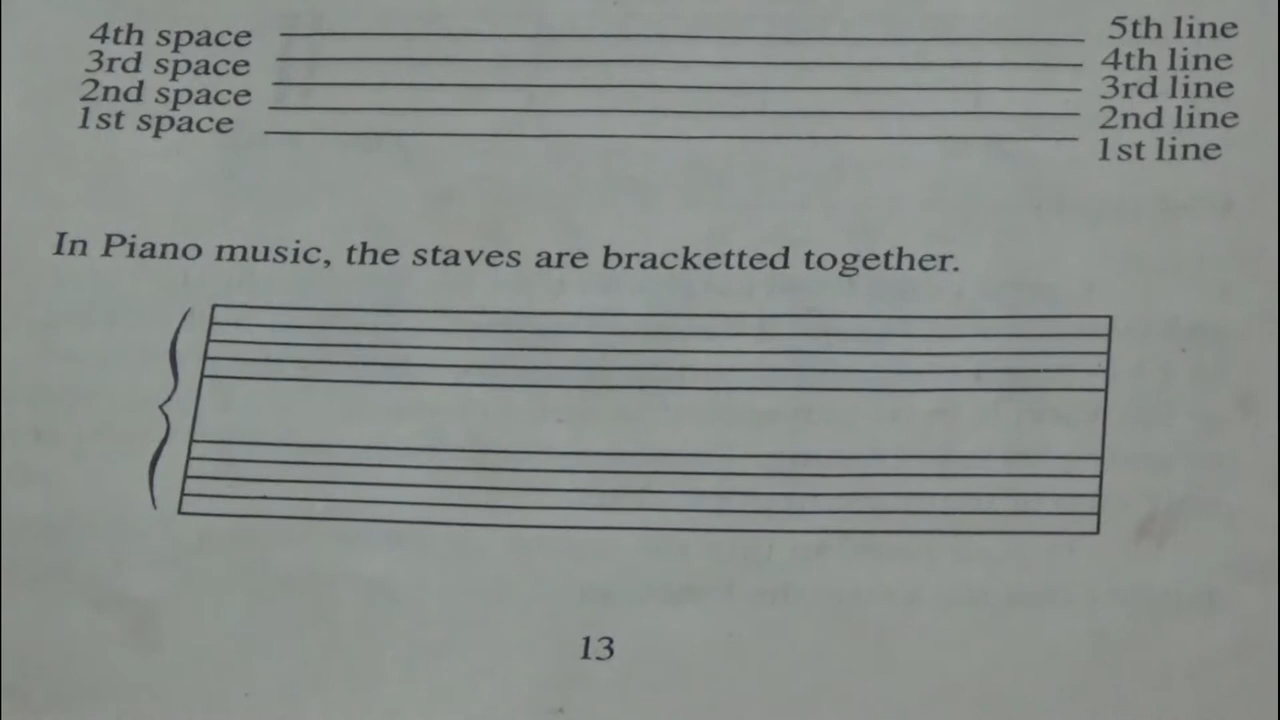 4th space 5th line
3rd space 4th line
2nd space 3rd line
1st space 2nd line
1st line
In Piano music, the staves are bracketted together.
13